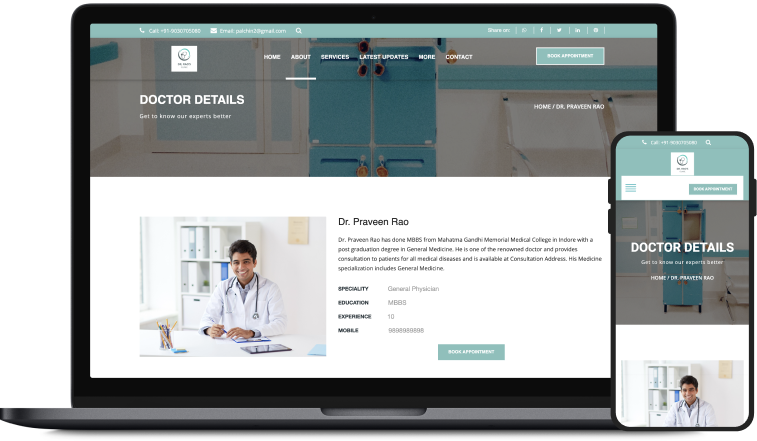 Call: +91-9030705080 Email: patchin3@gmail.com Share on:
DR. RAO'S
HOME ABOUT SERVICES LATEST UPDATES MORE CONTACT BOOK APPOINTMENT
DOCTOR DETAILS
Get to know our experts better
HOME / DR. PRAVEEN RAO
Dr. Praveen Rao
Dr. Praveen Rao has done MBBS from Mahatma Gandhi Memorial Medical College in Indore with a
post graduation degree in General Medicine. He is one of the renowned doctor and provides
consultation to patients for all medical diseases and is available at Consultation Address. His Medicine
specialization includes General Medicine.
SPECIALITY General Physician
EDUCATION MBBS
EXPERIENCE 10
MOBILE 9898989898
BOOK APPOINTMENT
Call: +91-9030705080
BOOK APPOINTMENT
DOCTOR DETAILS
Get to know our experts better
HOME / DR. PRAVEEN RAO